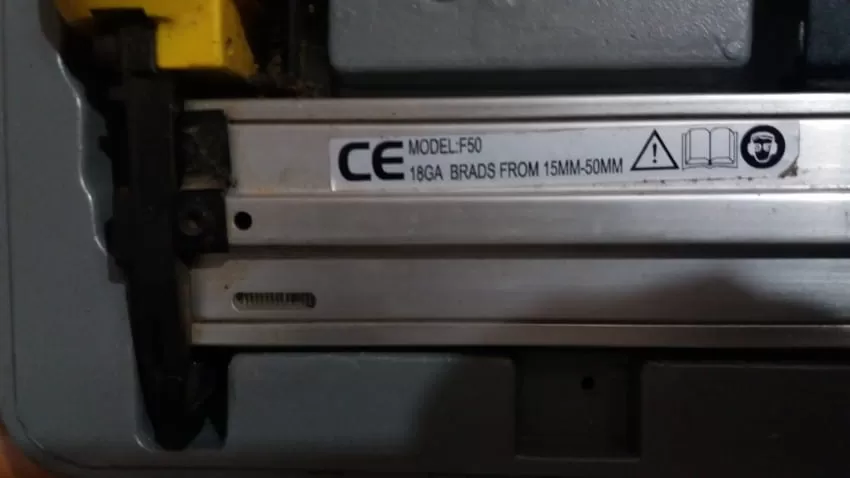 CE MODEL:F50
18GA BRADS FROM 15MM-50MM